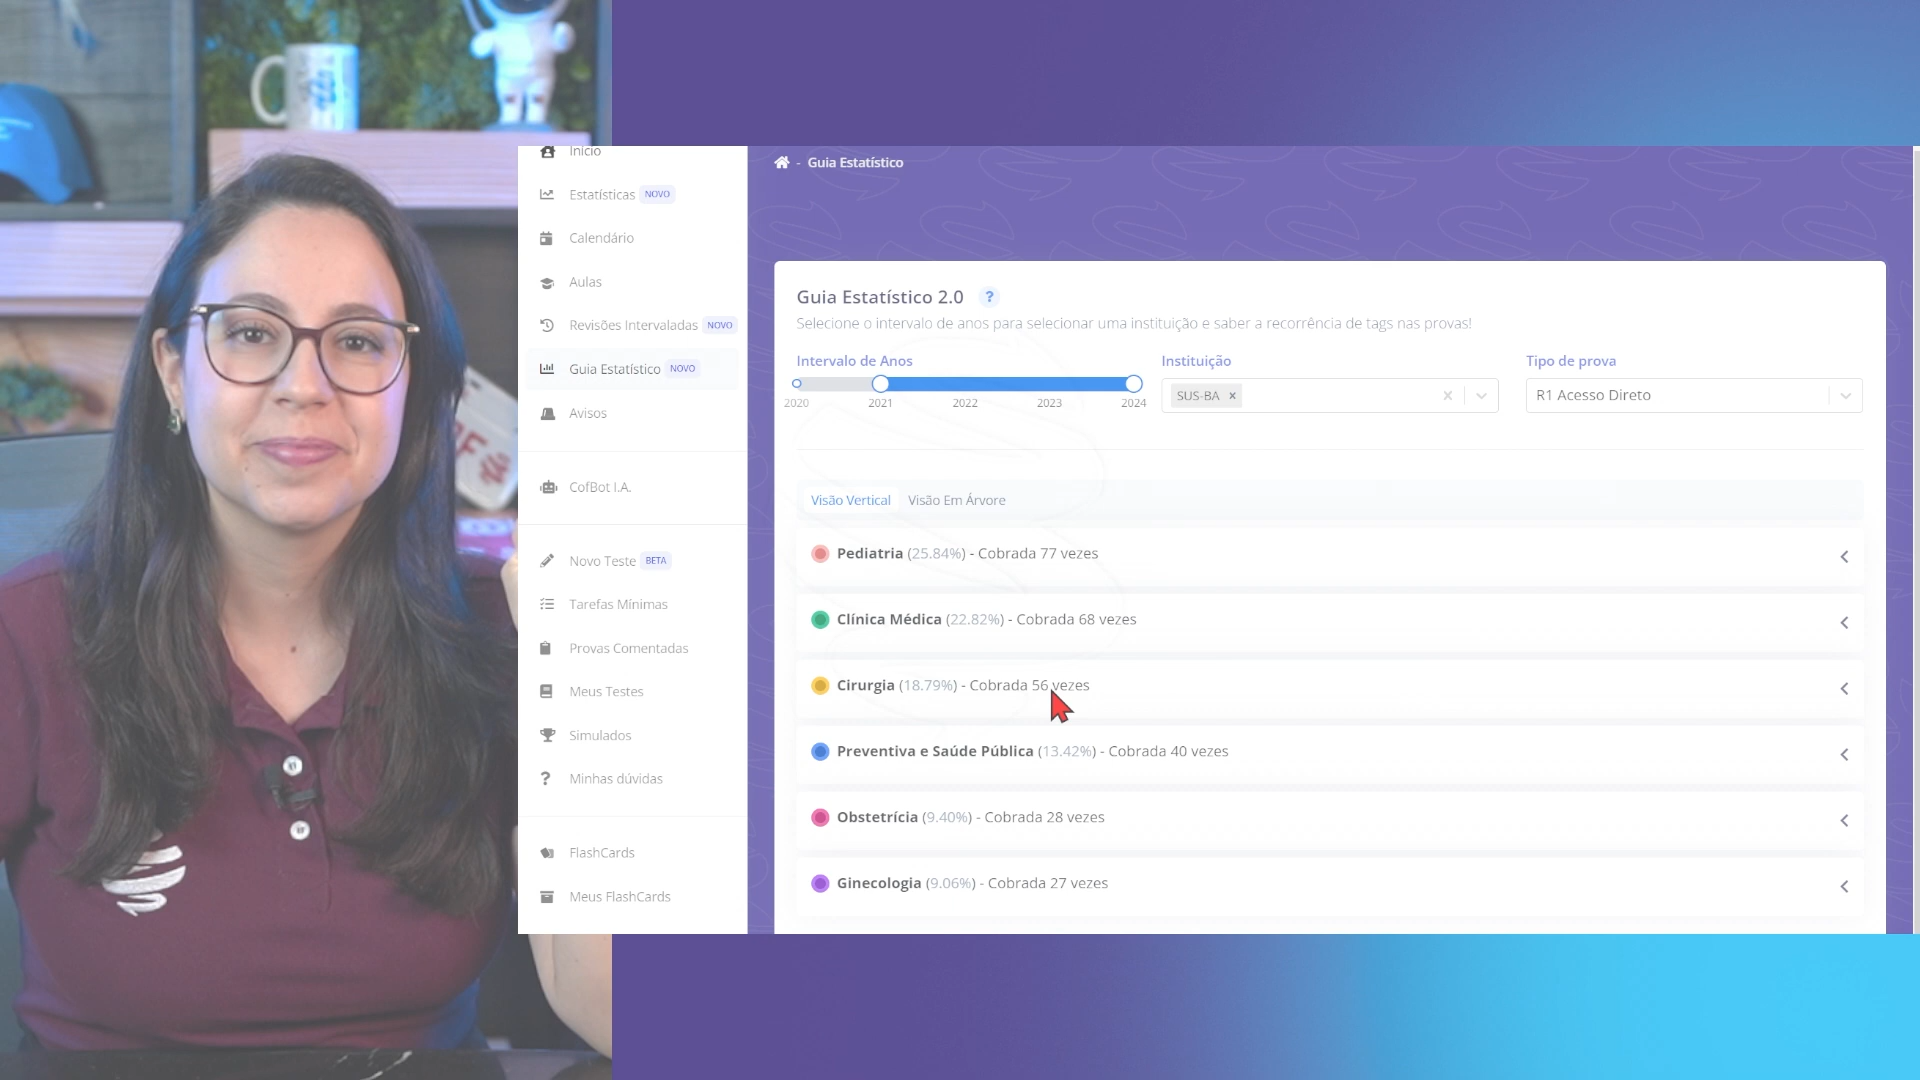 Início
Estatísticas NOVO
Calendário
Aulas
Revisões Intervaladas NOVO
Guia Estatístico NOVO
Avisos
CofBot I.A.
Novo Teste BETA
Tarefas Mínimas
Provas Comentadas
Meus Testes
Simulados
Minhas dúvidas
FlashCards
Meus FlashCards
- Guia Estatístico
Guia Estatístico 2.0 ?
Selecione o intervalo de anos para selecionar uma instituição e saber a recorrência de tags nas provas!
Intervalo de Anos
2020 2021 2022 2023 2024
Instituição
SUS-BA ×
Tipo de prova
R1 Acesso Direto
Visão Vertical Visão Em Árvore
Pediatria (25.84%) - Cobrada 77 vezes
Clínica Médica (22.82%) - Cobrada 68 vezes
Cirurgia (18.79%) - Cobrada 56 vezes
Preventiva e Saúde Pública (13.42%) - Cobrada 40 vezes
Obstetrícia (9.40%) - Cobrada 28 vezes
Ginecologia (9.06%) - Cobrada 27 vezes